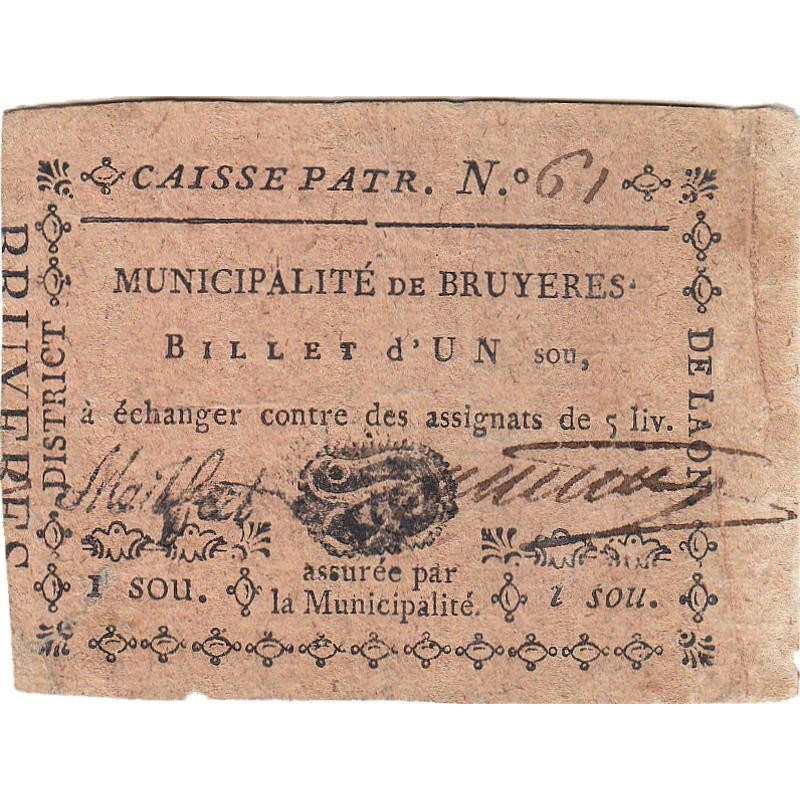 CAISSE PATR. N.º 61
MUNICIPALITÉ DE BRUYERES.
BILLET d'UN sou,
à échanger contre des assignats de 5 liv.
1 SOU.
assurée par
la Municipalité.
1 SOU.
DISTRICT
DE LAON
BRUYERES